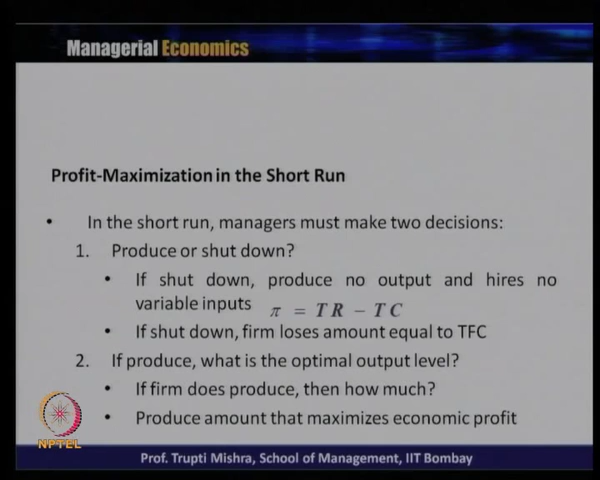 Managerial Economics
Profit-Maximization in the Short Run
• In the short run, managers must make two decisions:
1. Produce or shut down?
• If shut down, produce no output and hires no
variable inputs π = TR − TC
• If shut down, firm loses amount equal to TFC
2. If produce, what is the optimal output level?
• If firm does produce, then how much?
• Produce amount that maximizes economic profit
NPTEL
Prof. Trupti Mishra, School of Management, IIT Bombay